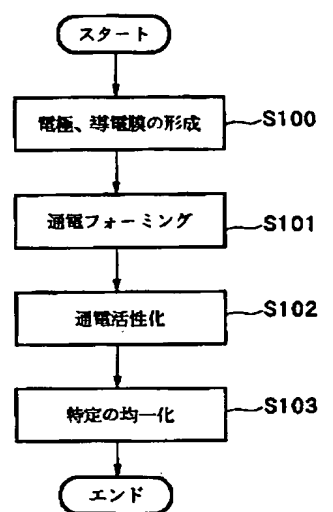 スタート
電極、導電膜の形成
S100
通電フォーミング
S101
通電活性化
S102
特定の均一化
S103
エンド